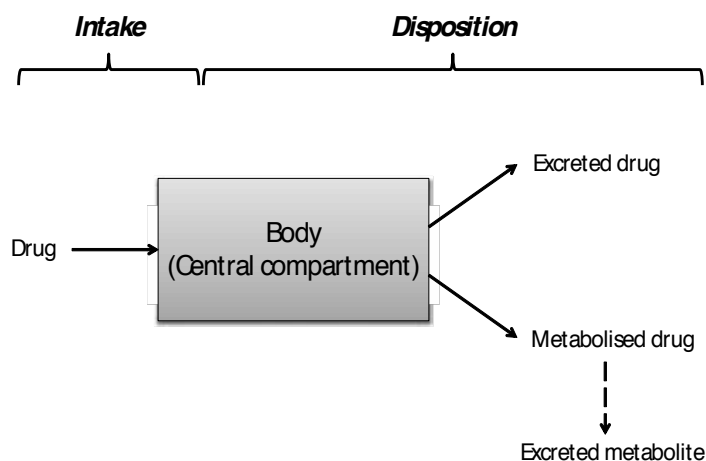 Intake
Disposition
Excreted drug
Drug
Body
(Central compartment)
Metabolised drug
Excreted metabolite